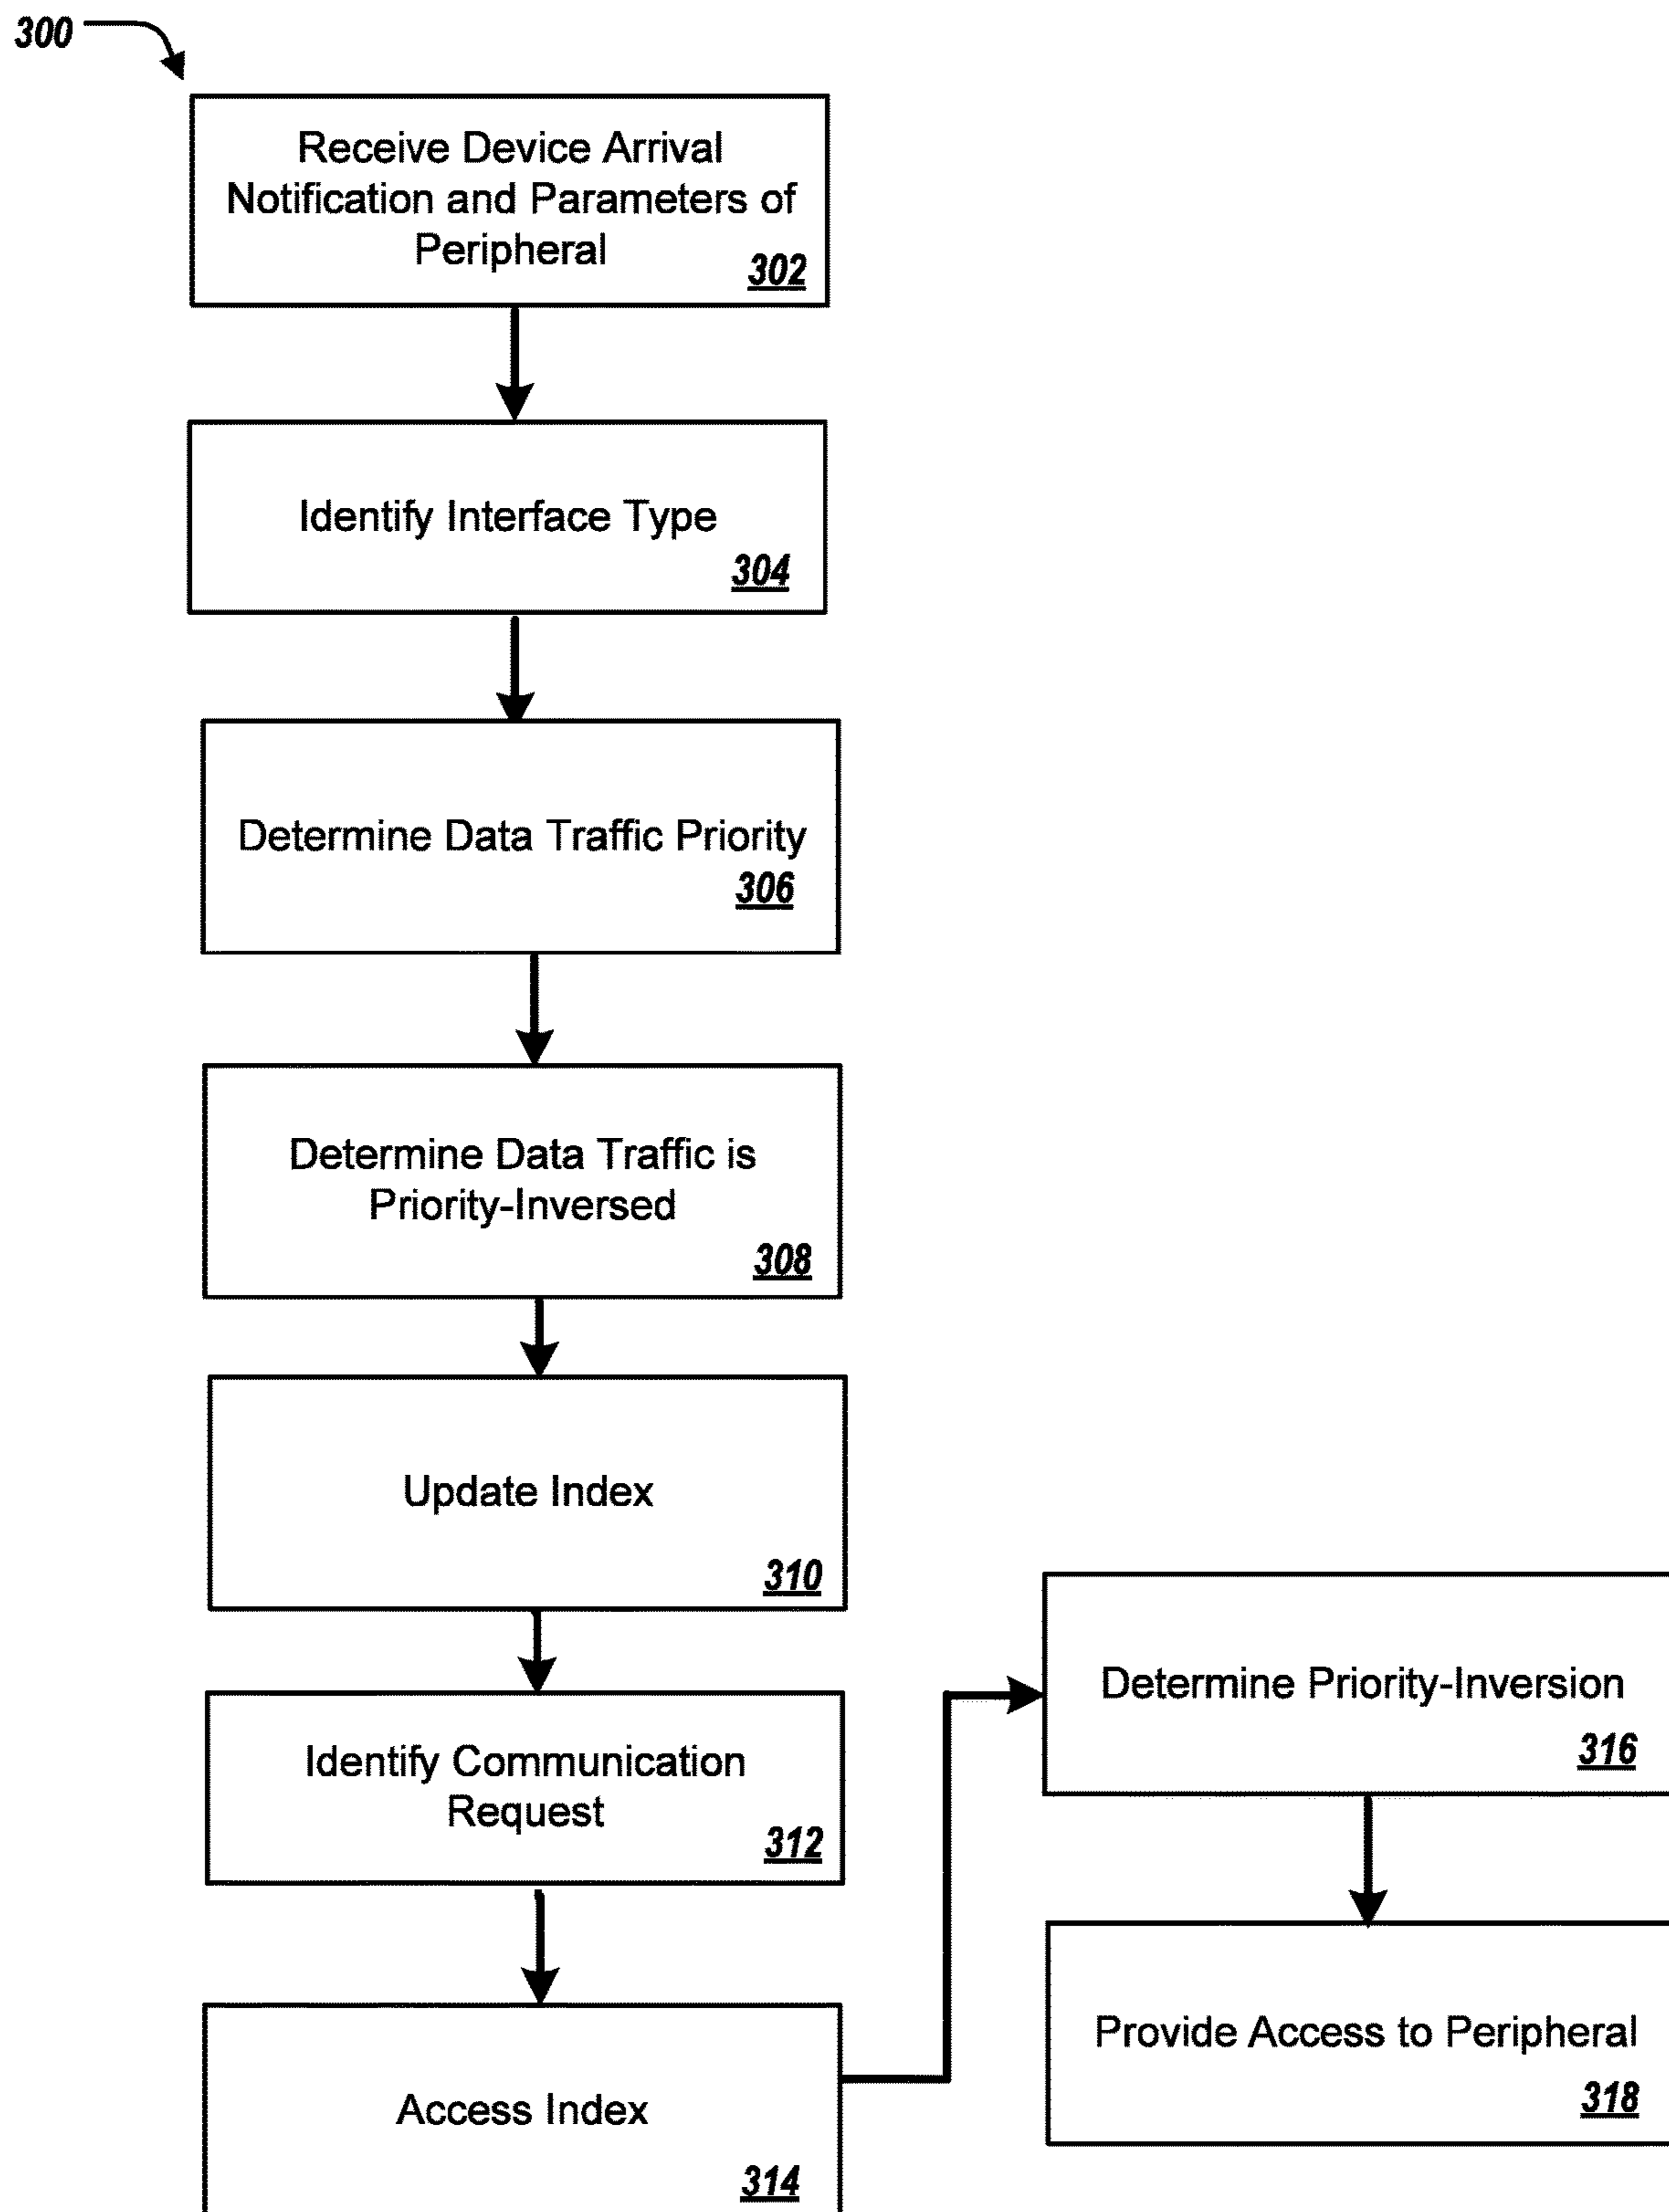 300
Receive Device Arrival
Notification and Parameters of
Peripheral
302
Identify Interface Type
304
Determine Data Traffic Priority
306
Determine Data Traffic is
Priority-Inversed
308
Update Index
310
Identify Communication
Request
312
Access Index
314
Determine Priority-Inversion
316
Provide Access to Peripheral
318